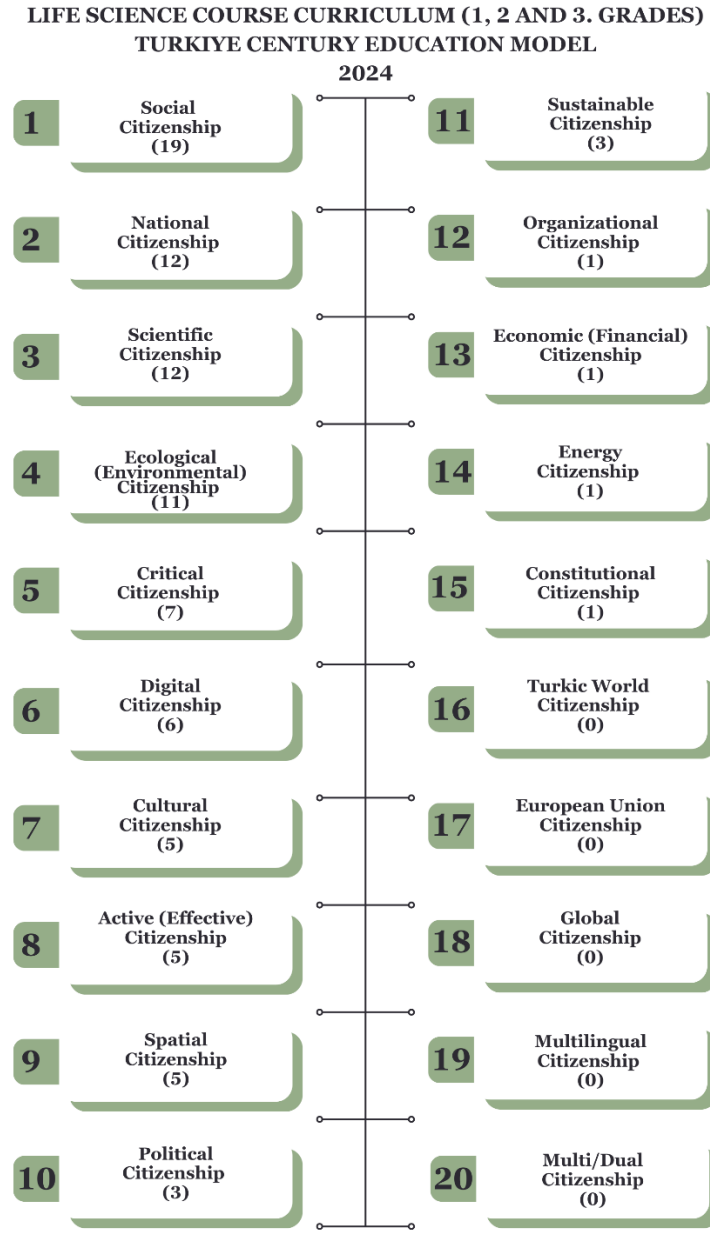 LIFE SCIENCE COURSE CURRICULUM (1, 2 AND 3. GRADES)
TURKIYE CENTURY EDUCATION MODEL
2024
1
Social
Citizenship
(19)
2
National
Citizenship
(12)
3
Scientific
Citizenship
(12)
4
Ecological
(Environmental)
Citizenship
(11)
5
Critical
Citizenship
(7)
6
Digital
Citizenship
(6)
7
Cultural
Citizenship
(5)
8
Active (Effective)
Citizenship
(5)
9
Spatial
Citizenship
(5)
10
Political
Citizenship
(3)
11
Sustainable
Citizenship
(3)
12
Organizational
Citizenship
(1)
13
Economic (Financial)
Citizenship
(1)
14
Energy
Citizenship
(1)
15
Constitutional
Citizenship
(1)
16
Turkic World
Citizenship
(0)
17
European Union
Citizenship
(0)
18
Global
Citizenship
(0)
19
Multilingual
Citizenship
(0)
20
Multi/Dual
Citizenship
(0)